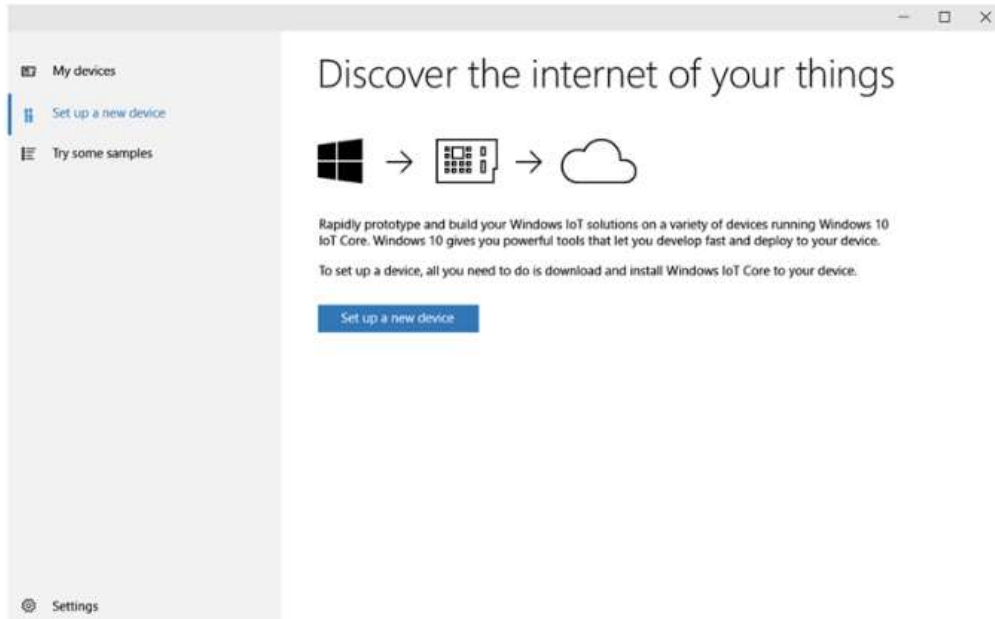 My devices
Set up a new device
Try some samples
Settings
Discover the internet of your things
Rapidly prototype and build your Windows IoT solutions on a variety of devices running Windows 10
IoT Core. Windows 10 gives you powerful tools that let you develop fast and deploy to your device.
To set up a device, all you need to do is download and install Windows IoT Core to your device.
Set up a new device